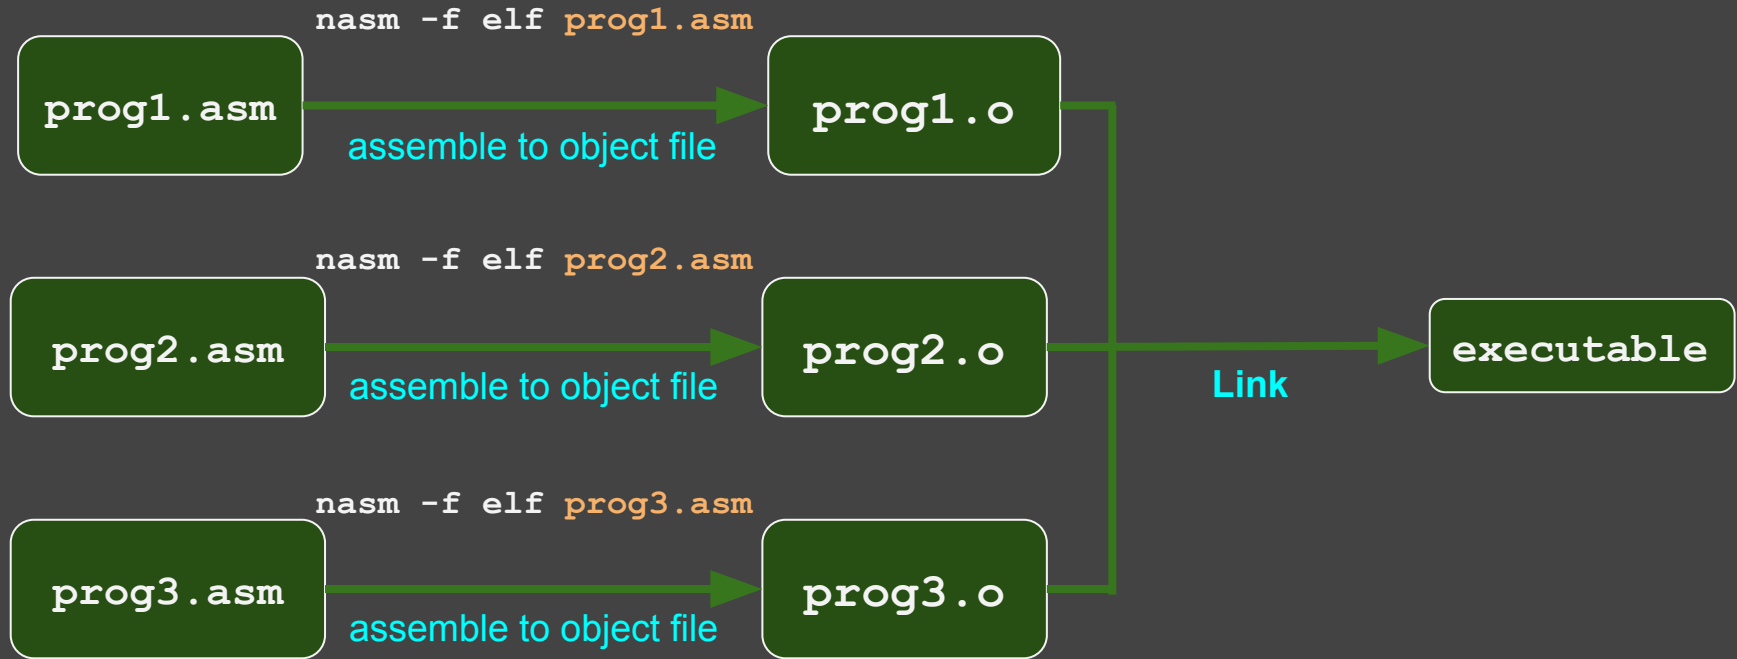 nasm -f elf prog1.asm
prog1.asm
assemble to object file
prog1.o
nasm -f elf prog2.asm
prog2.asm
assemble to object file
prog2.o
Link
executable
nasm -f elf prog3.asm
prog3.asm
assemble to object file
prog3.o